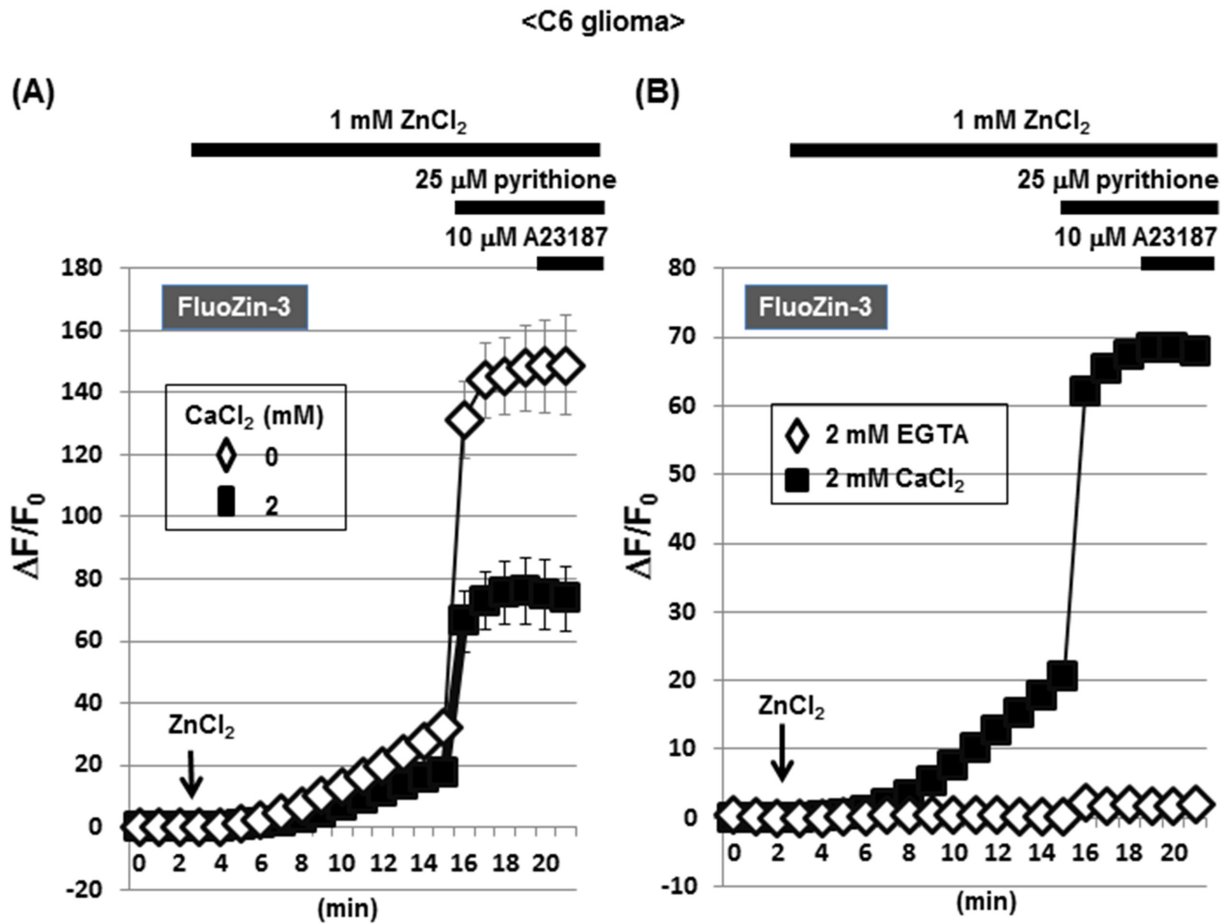 <C6 glioma>
(A)
1 mM ZnCl₂
25 μM pyrithione
10 μM A23187
180
160
140
120
100
80
60
40
20
0
-20
ΔF/F₀
FluoZin-3
CaCl₂ (mM)
0
2
ZnCl₂
0 2 4 6 8 10 12 14 16 18 20
(min)
(B)
1 mM ZnCl₂
25 μM pyrithione
10 μM A23187
80
70
60
50
40
30
20
10
0
-10
ΔF/F₀
FluoZin-3
2 mM EGTA
2 mM CaCl₂
ZnCl₂
0 2 4 6 8 10 12 14 16 18 20
(min)